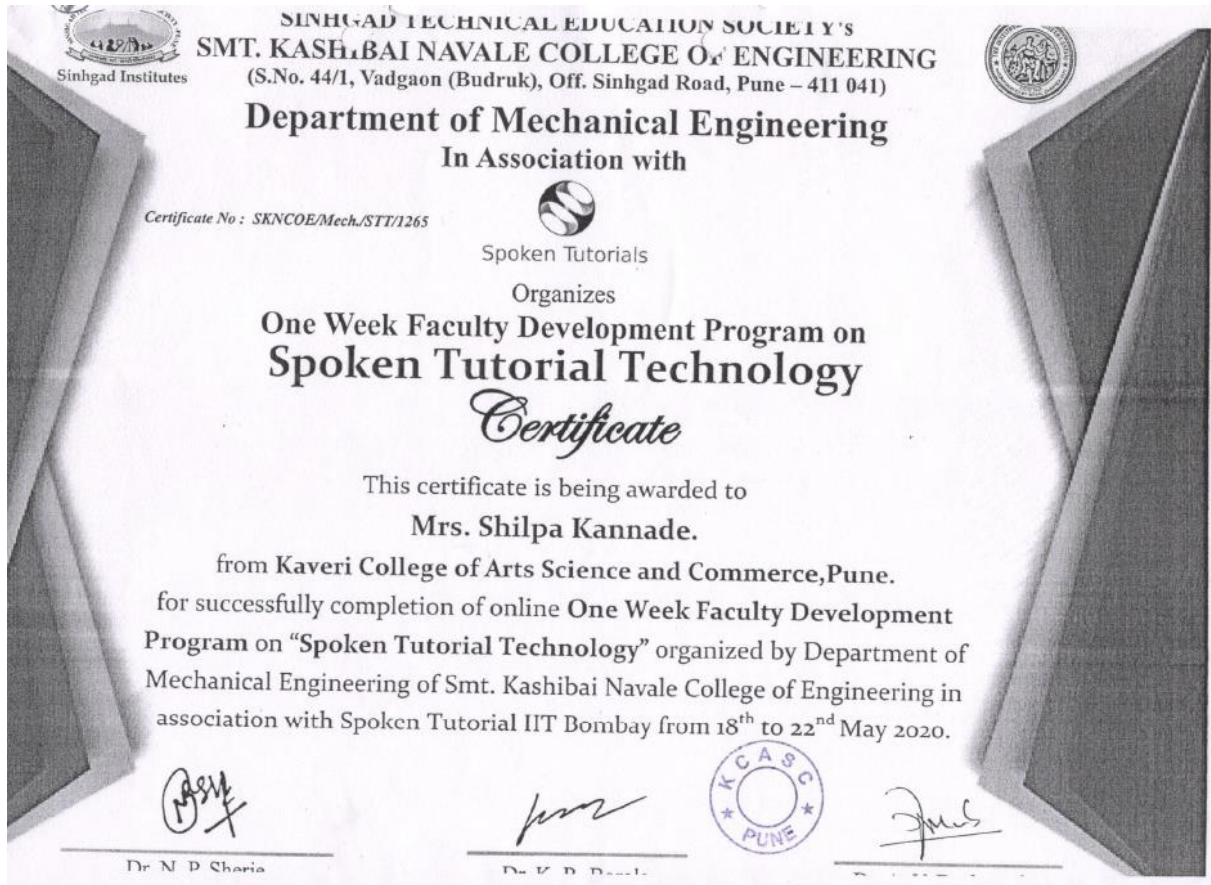 SINHGAD TECHNICAL EDUCATION SOCIETY's
SMT. KASHIBAI NAVALE COLLEGE OF ENGINEERING
Sinhgad Institutes
(S.No. 44/1, Vadgaon (Budruk), Off. Sinhgad Road, Pune – 411 041)
Department of Mechanical Engineering
In Association with
Certificate No : SKNCOE/Mech./STT/1265
Spoken Tutorials
Organizes
One Week Faculty Development Program on
Spoken Tutorial Technology
Certificate
This certificate is being awarded to
Mrs. Shilpa Kannade.
from Kaveri College of Arts Science and Commerce,Pune.
for successfully completion of online One Week Faculty Development
Program on “Spoken Tutorial Technology” organized by Department of
Mechanical Engineering of Smt. Kashibai Navale College of Engineering in
association with Spoken Tutorial IIT Bombay from 18th to 22nd May 2020.
KCASC
PUNE
Dr. N. P. Sherje